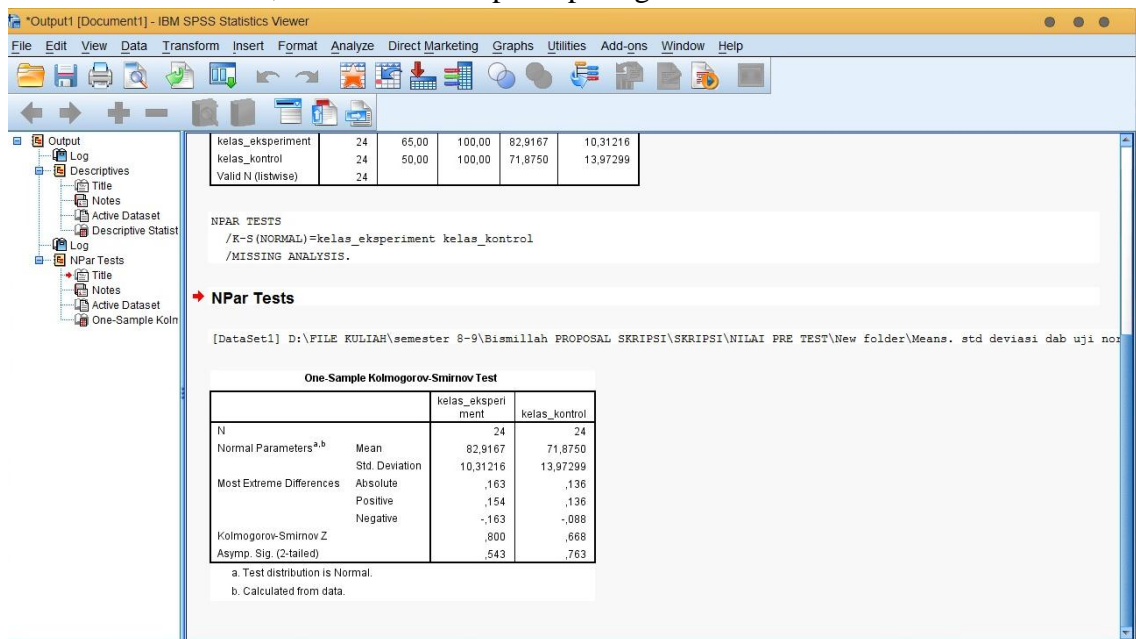 *Output1 [Document1] - IBM SPSS Statistics Viewer
File Edit View Data Transform Insert Format Analyze Direct Marketing Graphs Utilities Add-ons Window Help
Output
Log
Descriptives
Title
Notes
Active Dataset
Descriptive Statist
Log
NPar Tests
Title
Notes
Active Dataset
One-Sample Kolm
kelas_eksperiment 24 65,00 100,00 82,9167 10,31216
kelas_kontrol 24 50,00 100,00 71,8750 13,97299
Valid N (listwise) 24
NPAR TESTS
/K-S(NORMAL)=kelas_eksperiment kelas_kontrol
/MISSING ANALYSIS.
NPar Tests
[DataSet1] D:\FILE KULIAH\semester 8-9\Bismillah PROPOSAL SKRIPSI\SKRIPSI\NILAI PRE TEST\New folder\Means. std deviasi dab uji nor
One-Sample Kolmogorov-Smirnov Test
kelas_eksperi
ment kelas_kontrol
N 24 24
Normal Parameters a,b Mean 82,9167 71,8750
Std. Deviation 10,31216 13,97299
Most Extreme Differences Absolute ,163 ,136
Positive ,154 ,136
Negative -,163 -,088
Kolmogorov-Smirnov Z ,800 ,668
Asymp. Sig. (2-tailed) ,543 ,763
a. Test distribution is Normal.
b. Calculated from data.